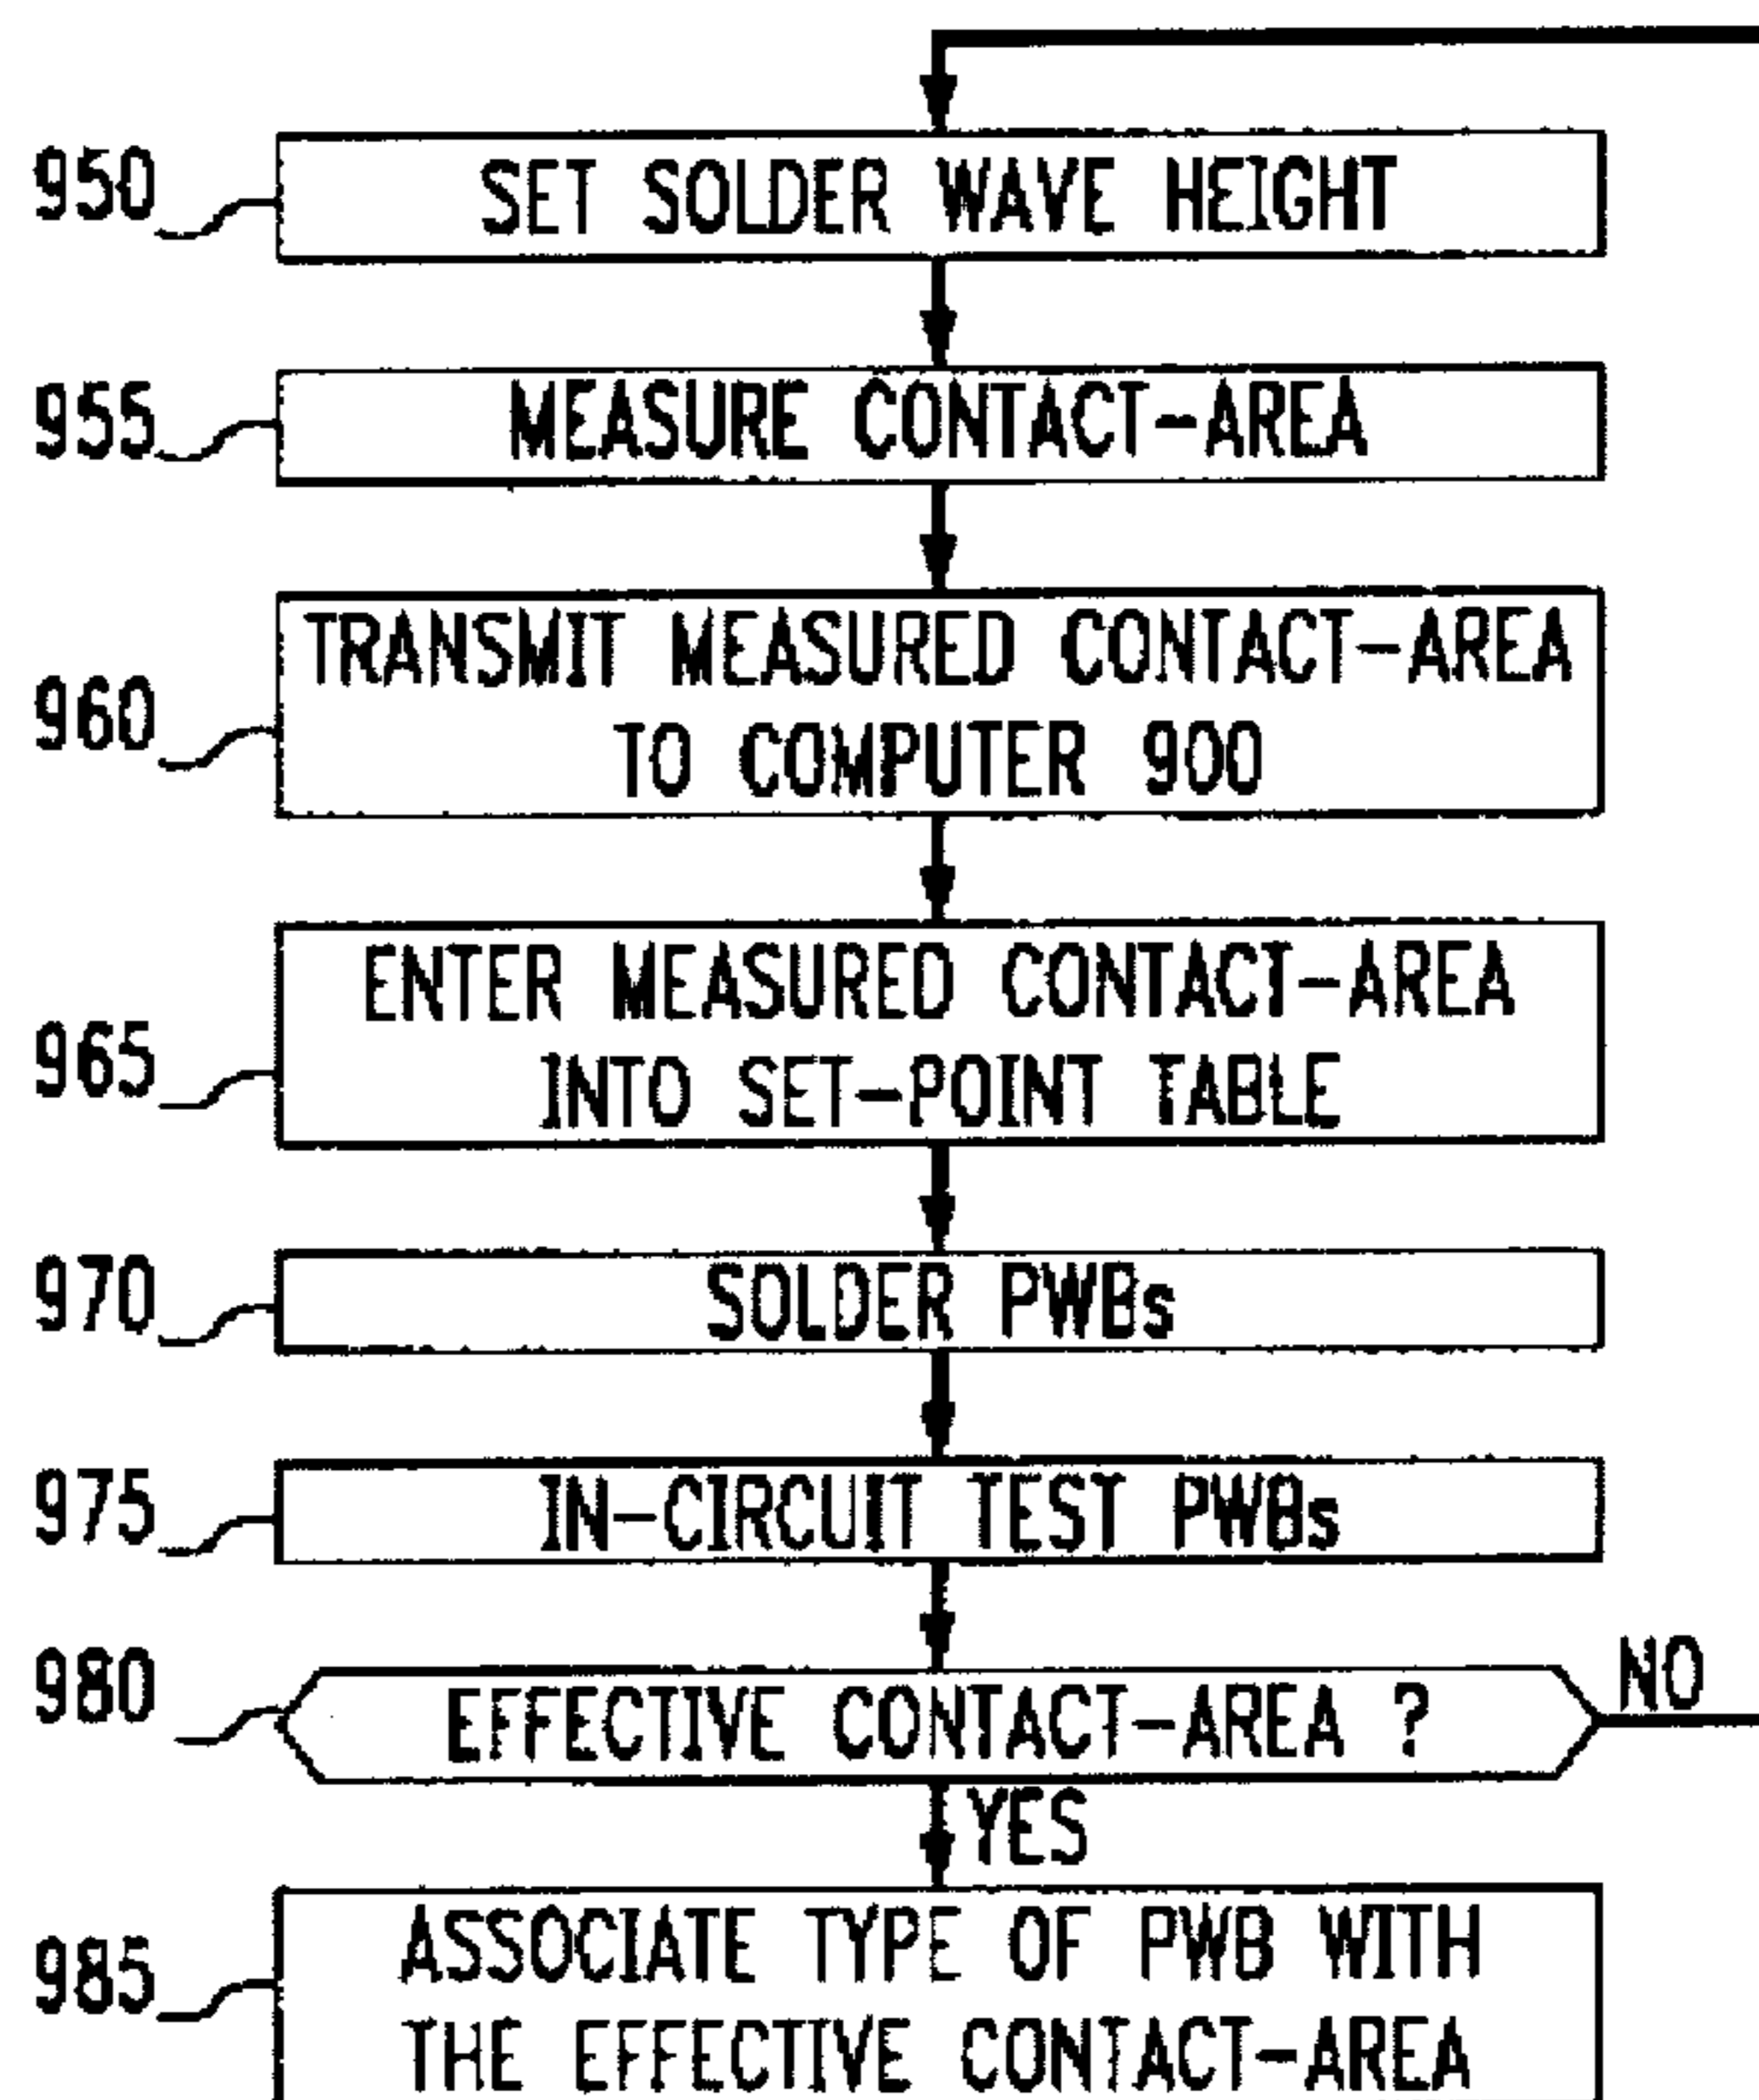 950
SET SOLDER WAVE HEIGHT
955
MEASURE CONTACT-AREA
960
TRANSMIT MEASURED CONTACT-AREA
TO COMPUTER 900
965
ENTER MEASURED CONTACT-AREA
INTO SET-POINT TABLE
970
SOLDER PWBs
975
IN-CIRCUIT TEST PWBs
980
EFFECTIVE CONTACT-AREA ?
NO
YES
985
ASSOCIATE TYPE OF PWB WITH
THE EFFECTIVE CONTACT-AREA